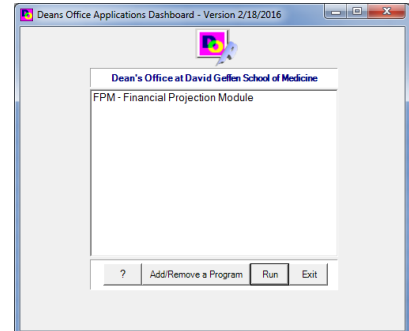 Deans Office Applications Dashboard - Version 2/18/2016
Dean's Office at David Geffen School of Medicine
FPM - Financial Projection Module
? Add/Remove a Program Run Exit